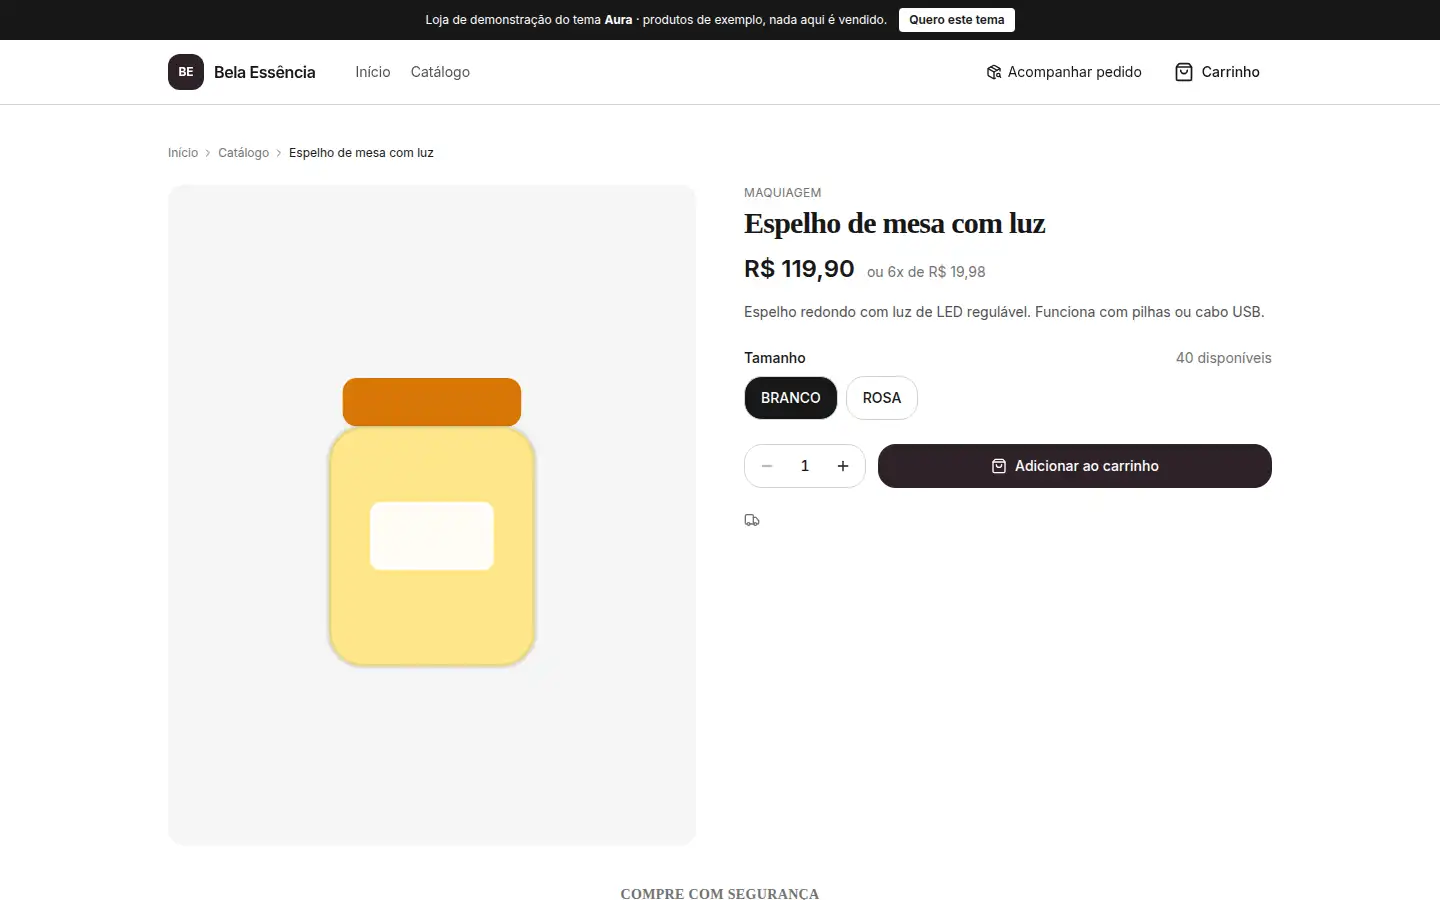 Loja de demonstração do tema Aura · produtos de exemplo, nada aqui é vendido. Quero este tema
BE Bela Essência Início Catálogo Acompanhar pedido Carrinho
Início > Catálogo > Espelho de mesa com luz
MAQUIAGEM
Espelho de mesa com luz
R$ 119,90 ou 6x de R$ 19,98
Espelho redondo com luz de LED regulável. Funciona com pilhas ou cabo USB.
Tamanho 40 disponíveis
BRANCO ROSA
− 1 + Adicionar ao carrinho
COMPRE COM SEGURANÇA